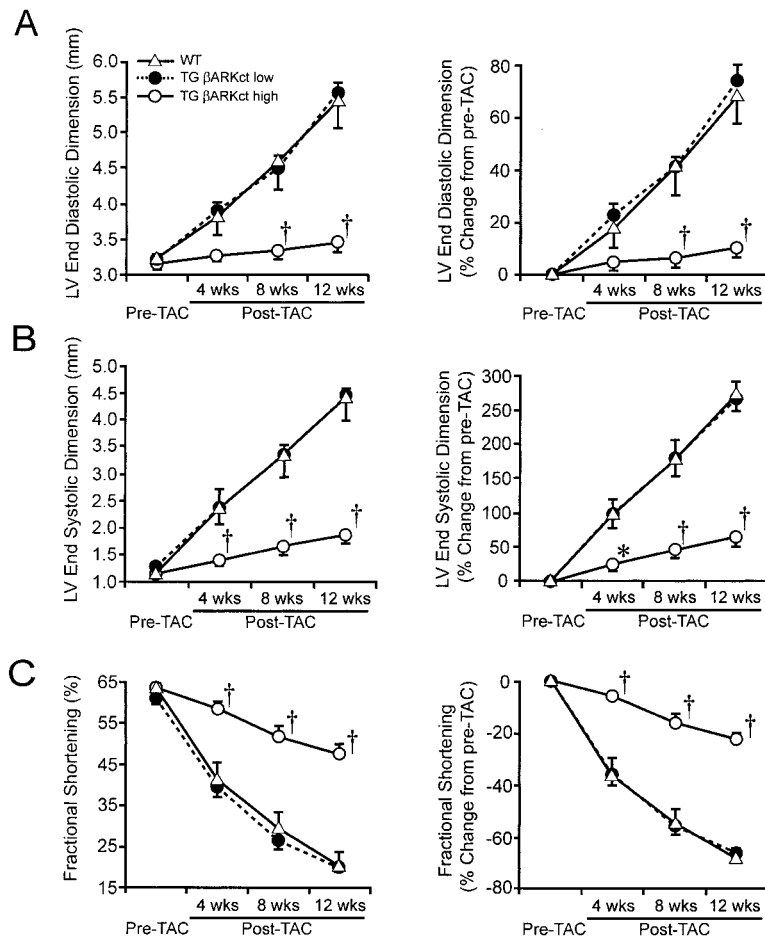 A
LV End Diastolic Dimension (mm)
6.0
5.5
5.0
4.5
4.0
3.5
3.0
WT
TG βARKct low
TG βARKct high
†
†
4 wks 8 wks 12 wks
Pre-TAC Post-TAC
LV End Diastolic Dimension
(% Change from pre-TAC)
80
60
40
20
0
†
†
4 wks 8 wks 12 wks
Pre-TAC Post-TAC
B
LV End Systolic Dimension (mm)
5.0
4.5
4.0
3.5
3.0
2.5
2.0
1.5
1.0
†
†
†
4 wks 8 wks 12 wks
Pre-TAC Post-TAC
LV End Systolic Dimension
(% Change from pre-TAC)
300
250
200
150
100
50
0
*
†
†
4 wks 8 wks 12 wks
Pre-TAC Post-TAC
C
Fractional Shortening (%)
65
55
45
35
25
15
†
†
†
4 wks 8 wks 12 wks
Pre-TAC Post-TAC
Fractional Shortening
(% Change from pre-TAC)
0
-20
-40
-60
-80
†
†
†
4 wks 8 wks 12 wks
Pre-TAC Post-TAC